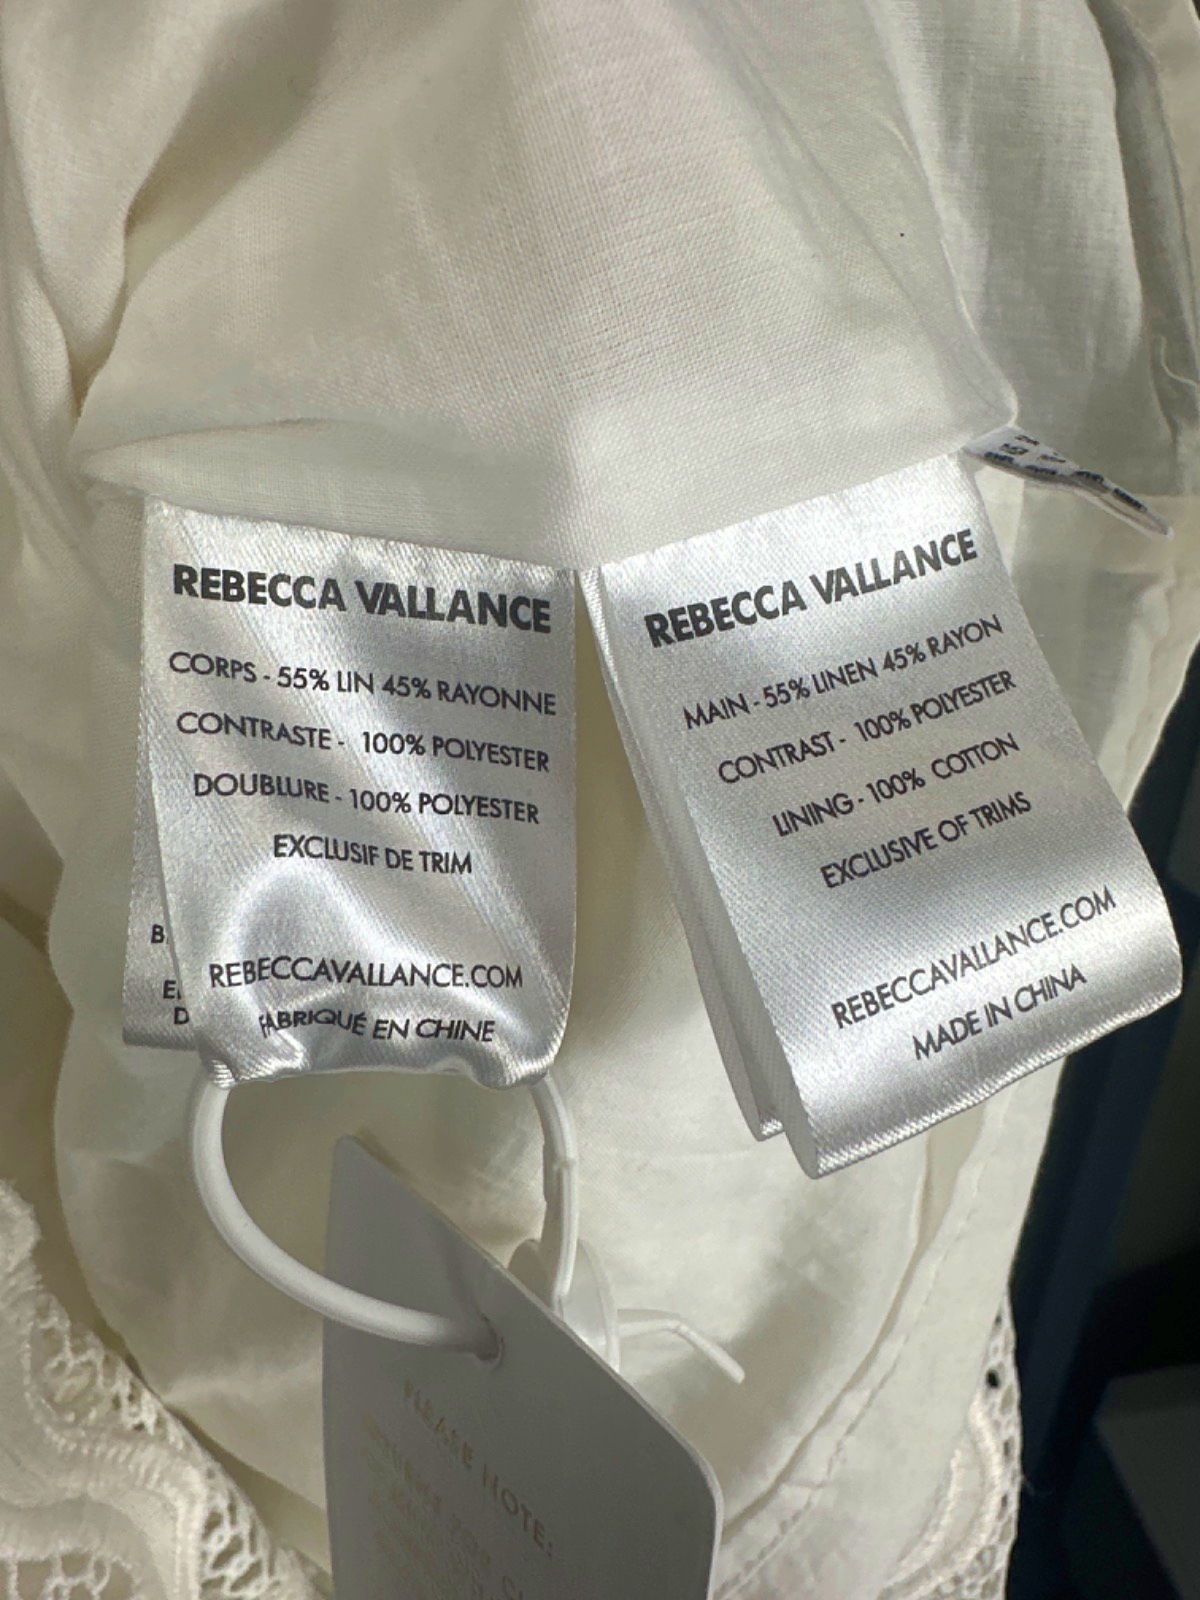 REBECCA VALLANCE
CORPS - 55% LIN 45% RAYONNE
CONTRASTE - 100% POLYESTER
DOUBLURE - 100% POLYESTER
EXCLUSIF DE TRIM
REBECCAVALLANCE.COM
FABRIQUÉ EN CHINE
REBECCA VALLANCE
MAIN - 55% LINEN 45% RAYON
CONTRAST - 100% POLYESTER
LINING - 100% COTTON
EXCLUSIVE OF TRIMS
REBECCAVALLANCE.COM
MADE IN CHINA
PLEASE NOTE: